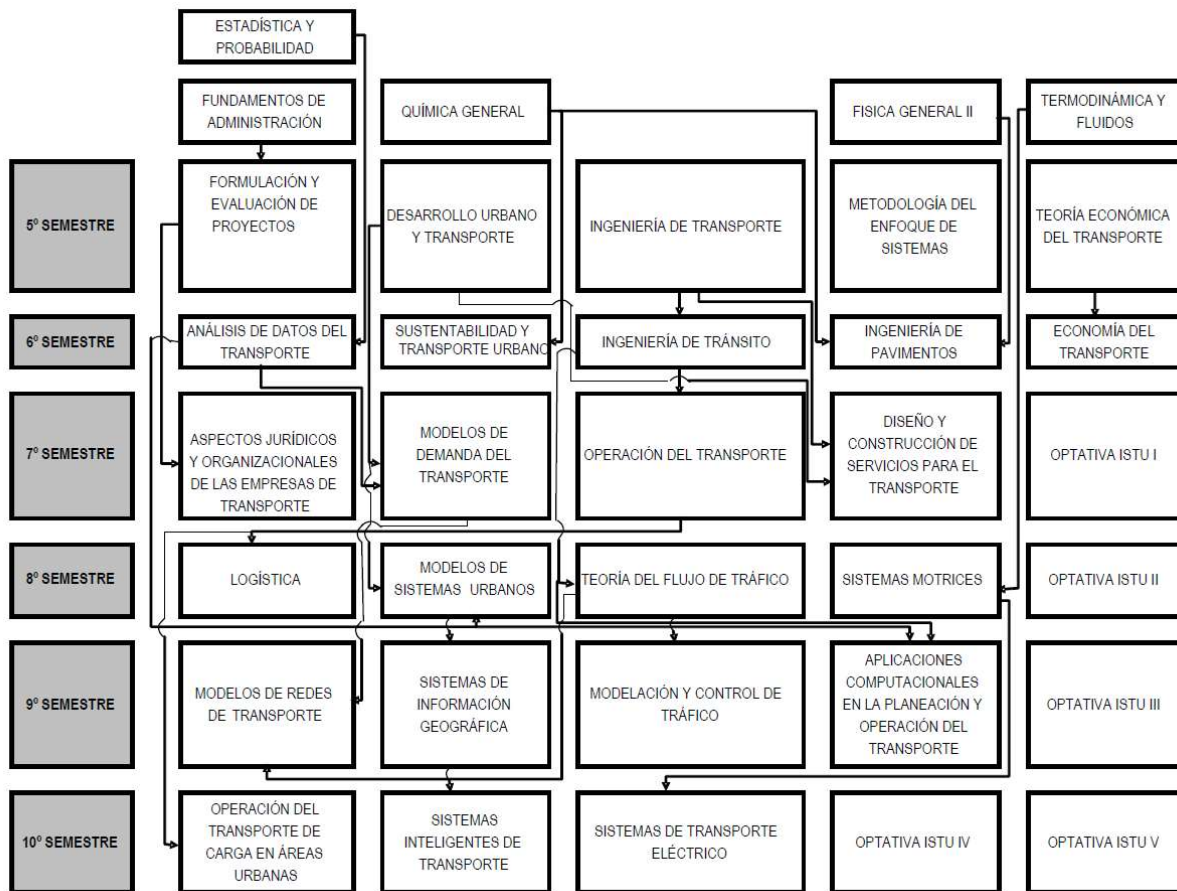 ESTADÍSTICA Y
PROBABILIDAD
FUNDAMENTOS DE
ADMINISTRACIÓN
QUÍMICA GENERAL
FISICA GENERAL II
TERMODINÁMICA Y
FLUIDOS
5º SEMESTRE
FORMULACIÓN Y
EVALUACIÓN DE
PROYECTOS
DESARROLLO URBANO
Y TRANSPORTE
INGENIERÍA DE TRANSPORTE
METODOLOGÍA DEL
ENFOQUE DE
SISTEMAS
TEORÍA ECONÓMICA
DEL TRANSPORTE
6º SEMESTRE
ANÁLISIS DE DATOS DEL
TRANSPORTE
SUSTENTABILIDAD Y
TRANSPORTE URBANO
INGENIERÍA DE TRÁNSITO
INGENIERÍA DE
PAVIMENTOS
ECONOMÍA DEL
TRANSPORTE
7º SEMESTRE
ASPECTOS JURÍDICOS
Y ORGANIZACIONALES
DE LAS EMPRESAS DE
TRANSPORTE
MODELOS DE
DEMANDA DEL
TRANSPORTE
OPERACIÓN DEL TRANSPORTE
DISEÑO Y
CONSTRUCCIÓN DE
SERVICIOS PARA EL
TRANSPORTE
OPTATIVA ISTU I
8º SEMESTRE
LOGÍSTICA
MODELOS DE
SISTEMAS URBANOS
TEORÍA DEL FLUJO DE TRÁFICO
SISTEMAS MOTRICES
OPTATIVA ISTU II
9º SEMESTRE
MODELOS DE REDES
DE TRANSPORTE
SISTEMAS DE
INFORMACIÓN
GEOGRÁFICA
MODELACIÓN Y CONTROL DE
TRÁFICO
APLICACIONES
COMPUTACIONALES
EN LA PLANEACIÓN Y
OPERACIÓN DEL
TRANSPORTE
OPTATIVA ISTU III
10º SEMESTRE
OPERACIÓN DEL
TRANSPORTE DE
CARGA EN ÁREAS
URBANAS
SISTEMAS
INTELIGENTES DE
TRANSPORTE
SISTEMAS DE TRANSPORTE
ELÉCTRICO
OPTATIVA ISTU IV
OPTATIVA ISTU V